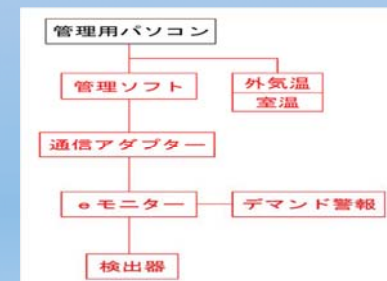 管理用パソコン
管理ソフト
外気温
室温
通信アダプター
eモニター
デマンド警報
検出器